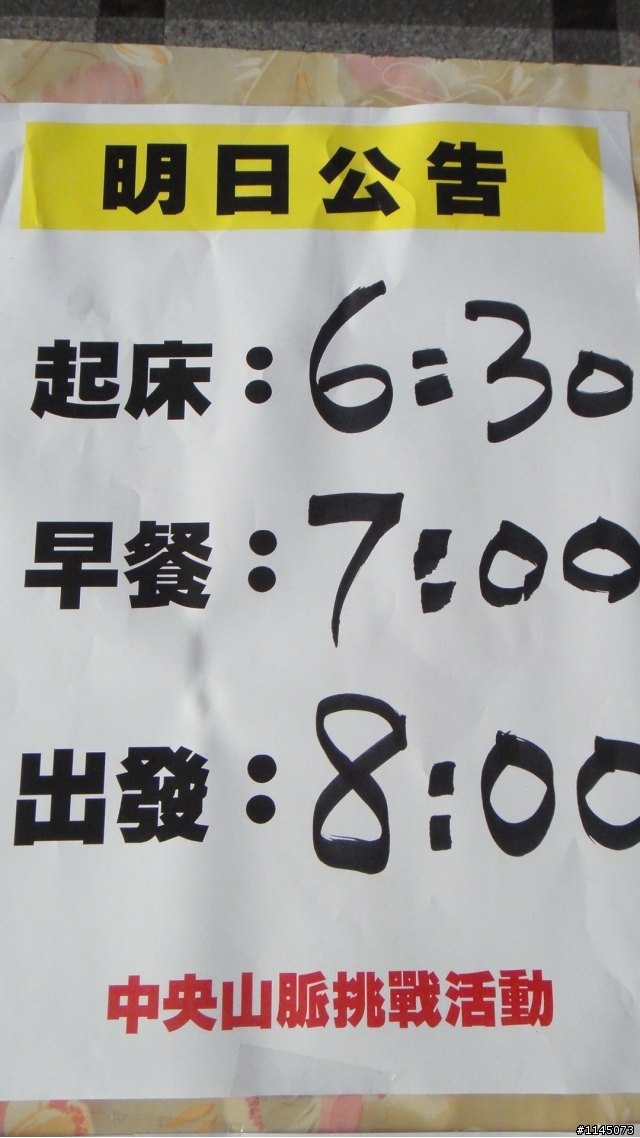 明日公告
起床：6:30
早餐：7:00
出發：8:00
中央山脈挑戰活動
#1145073